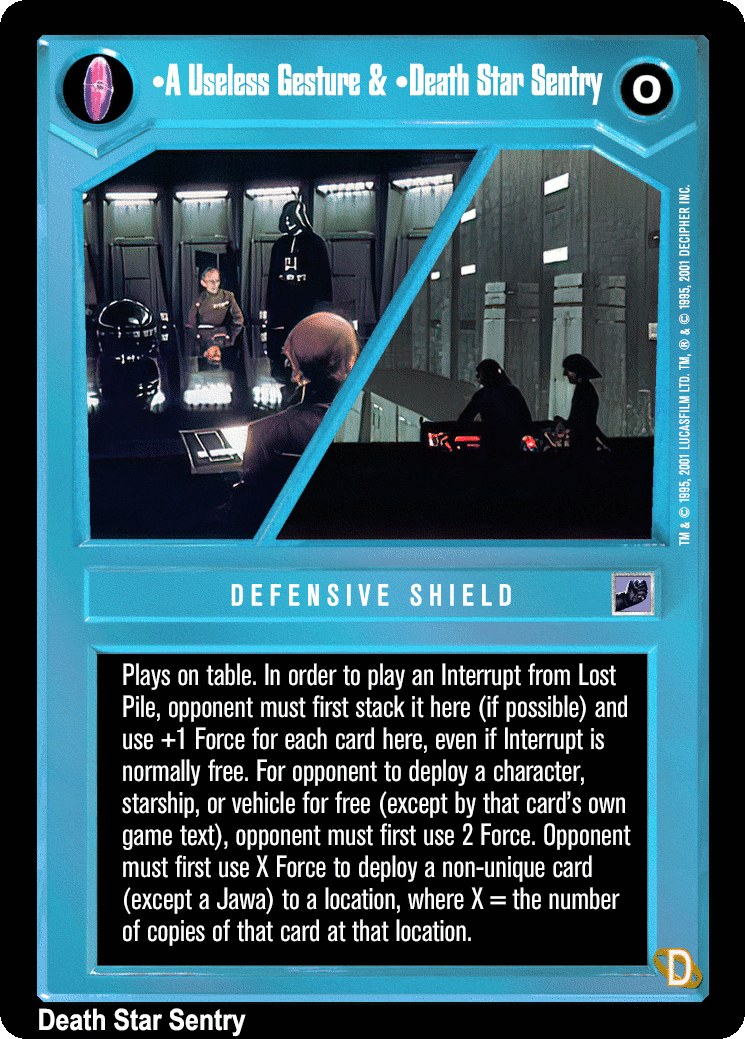 •A Useless Gesture & •Death Star Sentry
O
TM & © 1995, 2001 LUCASFILM LTD. TM, ® & © 1995, 2001 DECIPHER INC.
DEFENSIVE SHIELD
Plays on table. In order to play an Interrupt from Lost
Pile, opponent must first stack it here (if possible) and
use +1 Force for each card here, even if Interrupt is
normally free. For opponent to deploy a character,
starship, or vehicle for free (except by that card's own
game text), opponent must first use 2 Force. Opponent
must first use X Force to deploy a non-unique card
(except a Jawa) to a location, where X = the number
of copies of that card at that location.
D
Death Star Sentry